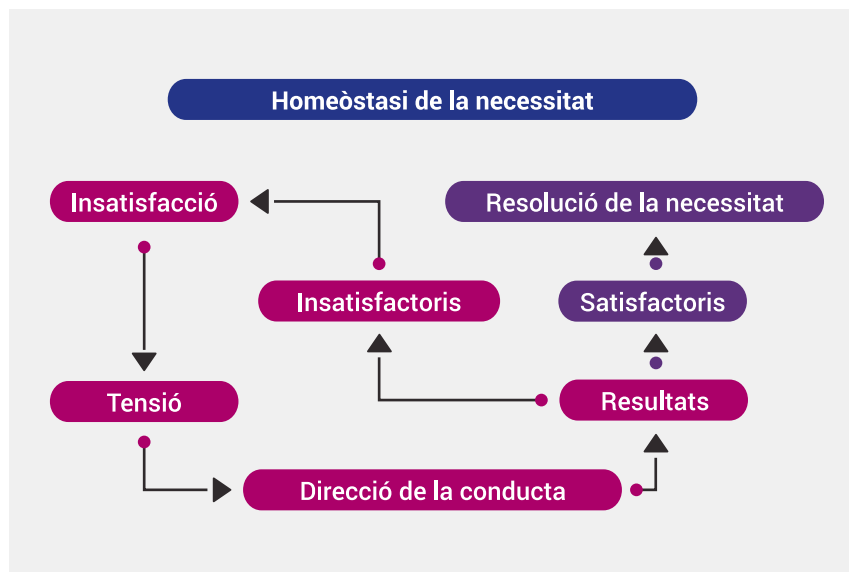 Homeòstasi de la necessitat
Insatisfacció
Resolució de la necessitat
Insatisfactoris
Satisfactoris
Tensió
Resultats
Direcció de la conducta